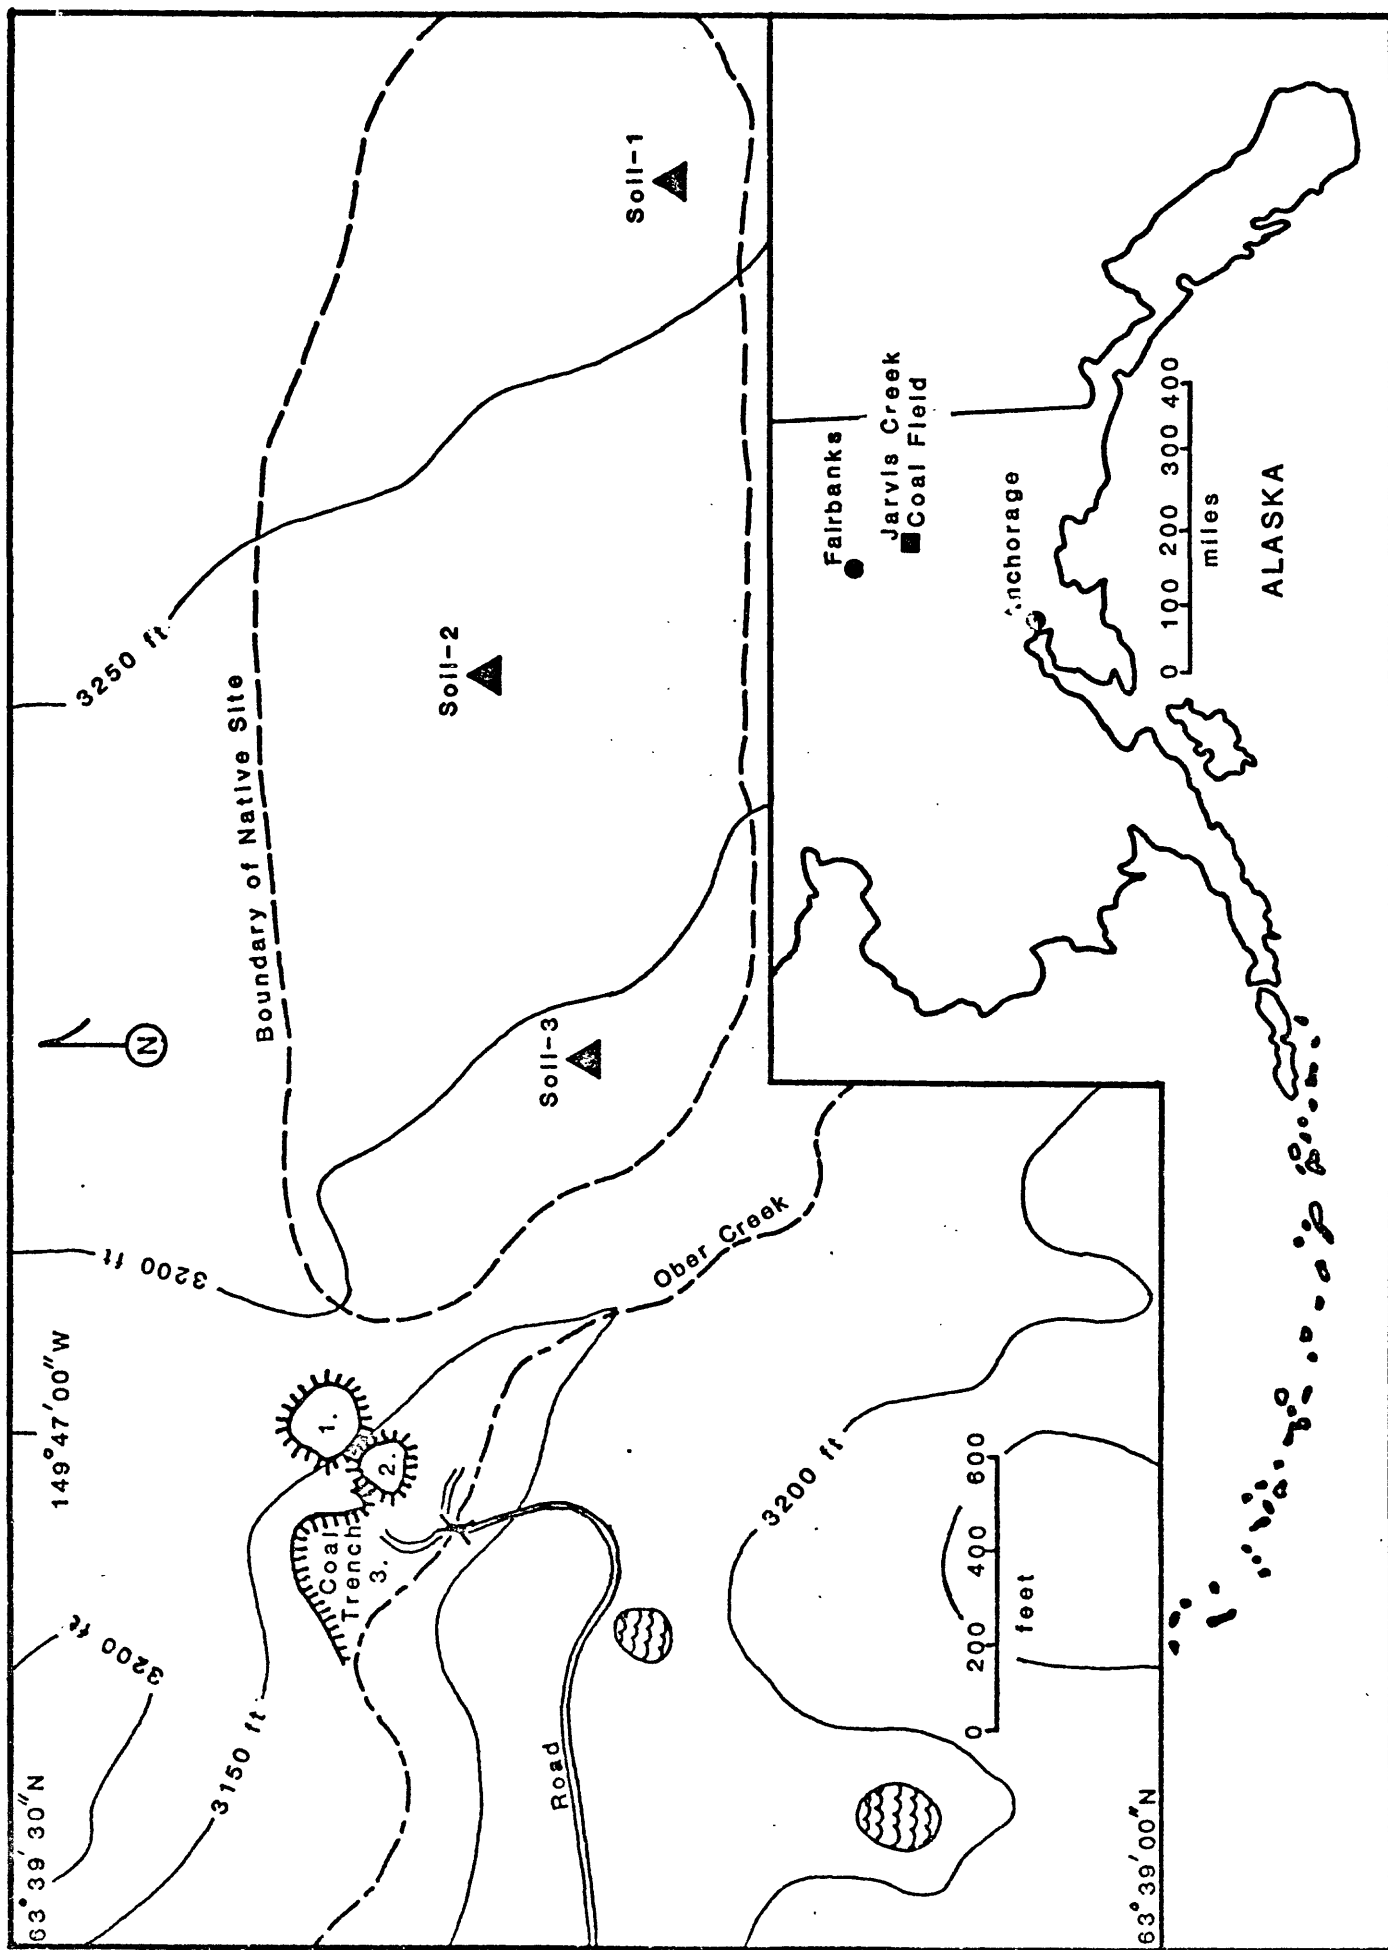 63°39'30"N
149°47'00"W
3200 ft
3200 ft
3250 ft
3150 ft
Boundary of Native Site
N
Soil-1
Soil-2
Soil-3
1.
2.
Coal
Trench
3.
Ober Creek
Road
3200 ft
0 200 400 600
feet
63°39'00"N
Fairbanks
Jarvis Creek
Coal Field
Anchorage
0 100 200 300 400
miles
ALASKA